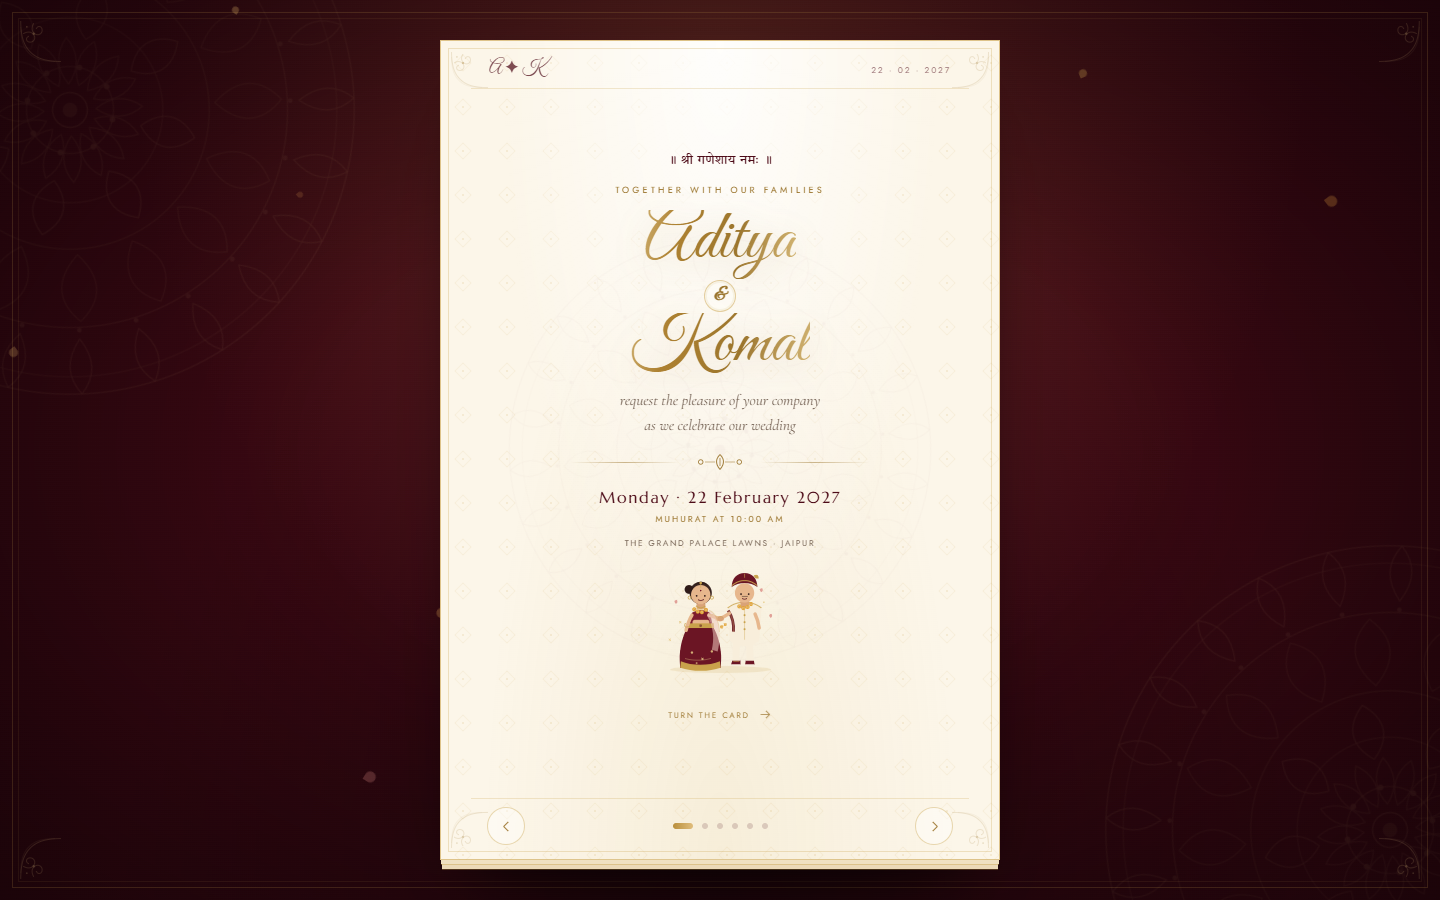 A✦K
22 · 02 · 2027
॥ श्री गणेशाय नमः ॥
TOGETHER WITH OUR FAMILIES
Aditya
&
Komal
request the pleasure of your company
as we celebrate our wedding
Monday · 22 February 2027
MUHURAT AT 10:00 AM
THE GRAND PALACE LAWNS · JAIPUR
TURN THE CARD →